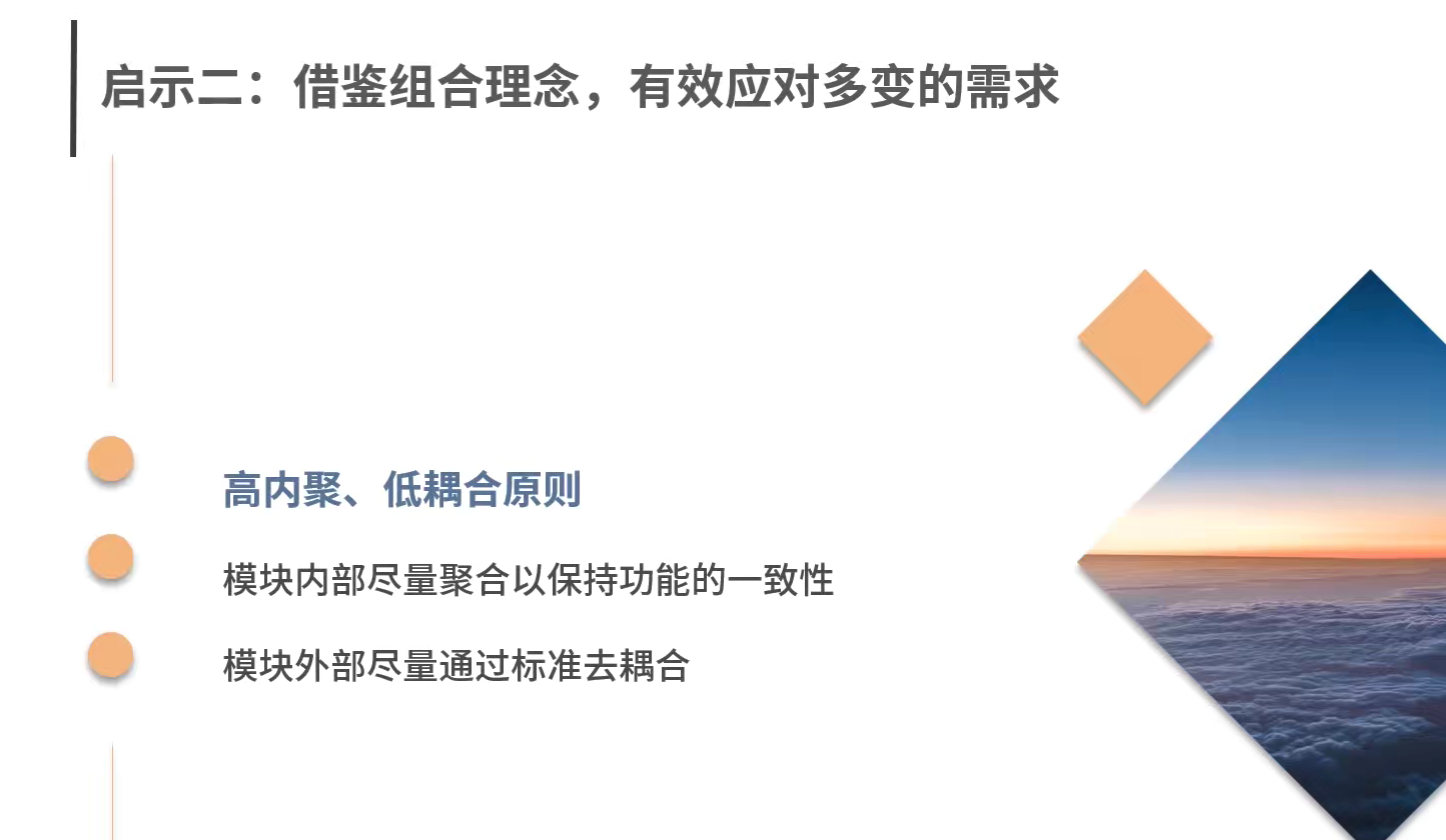 启示二：借鉴组合理念，有效应对多变的需求
高内聚、低耦合原则
模块内部尽量聚合以保持功能的一致性
模块外部尽量通过标准去耦合